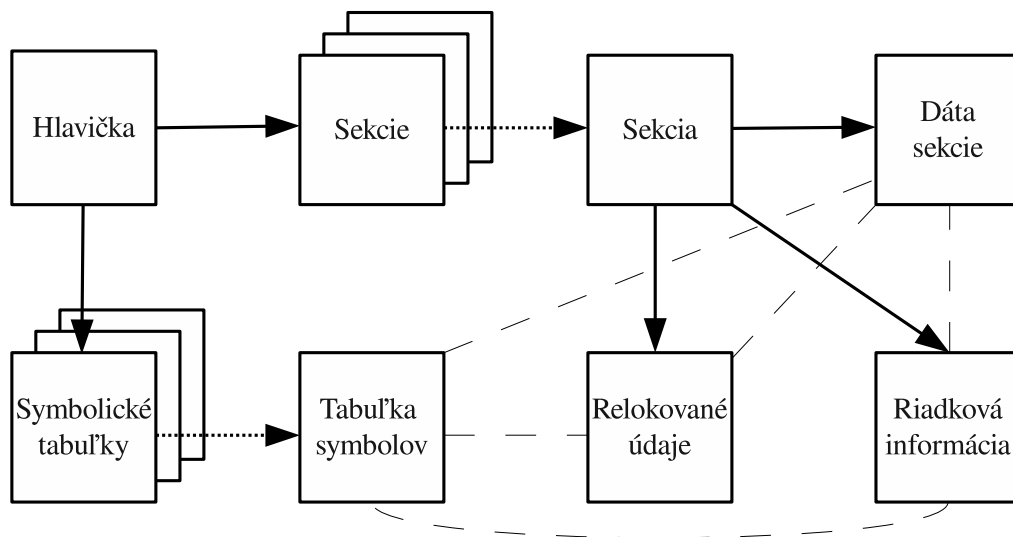 Hlavička
Sekcie
Sekcia
Dáta
sekcie
Symbolické
tabuľky
Tabuľka
symbolov
Relokované
údaje
Riadková
informácia